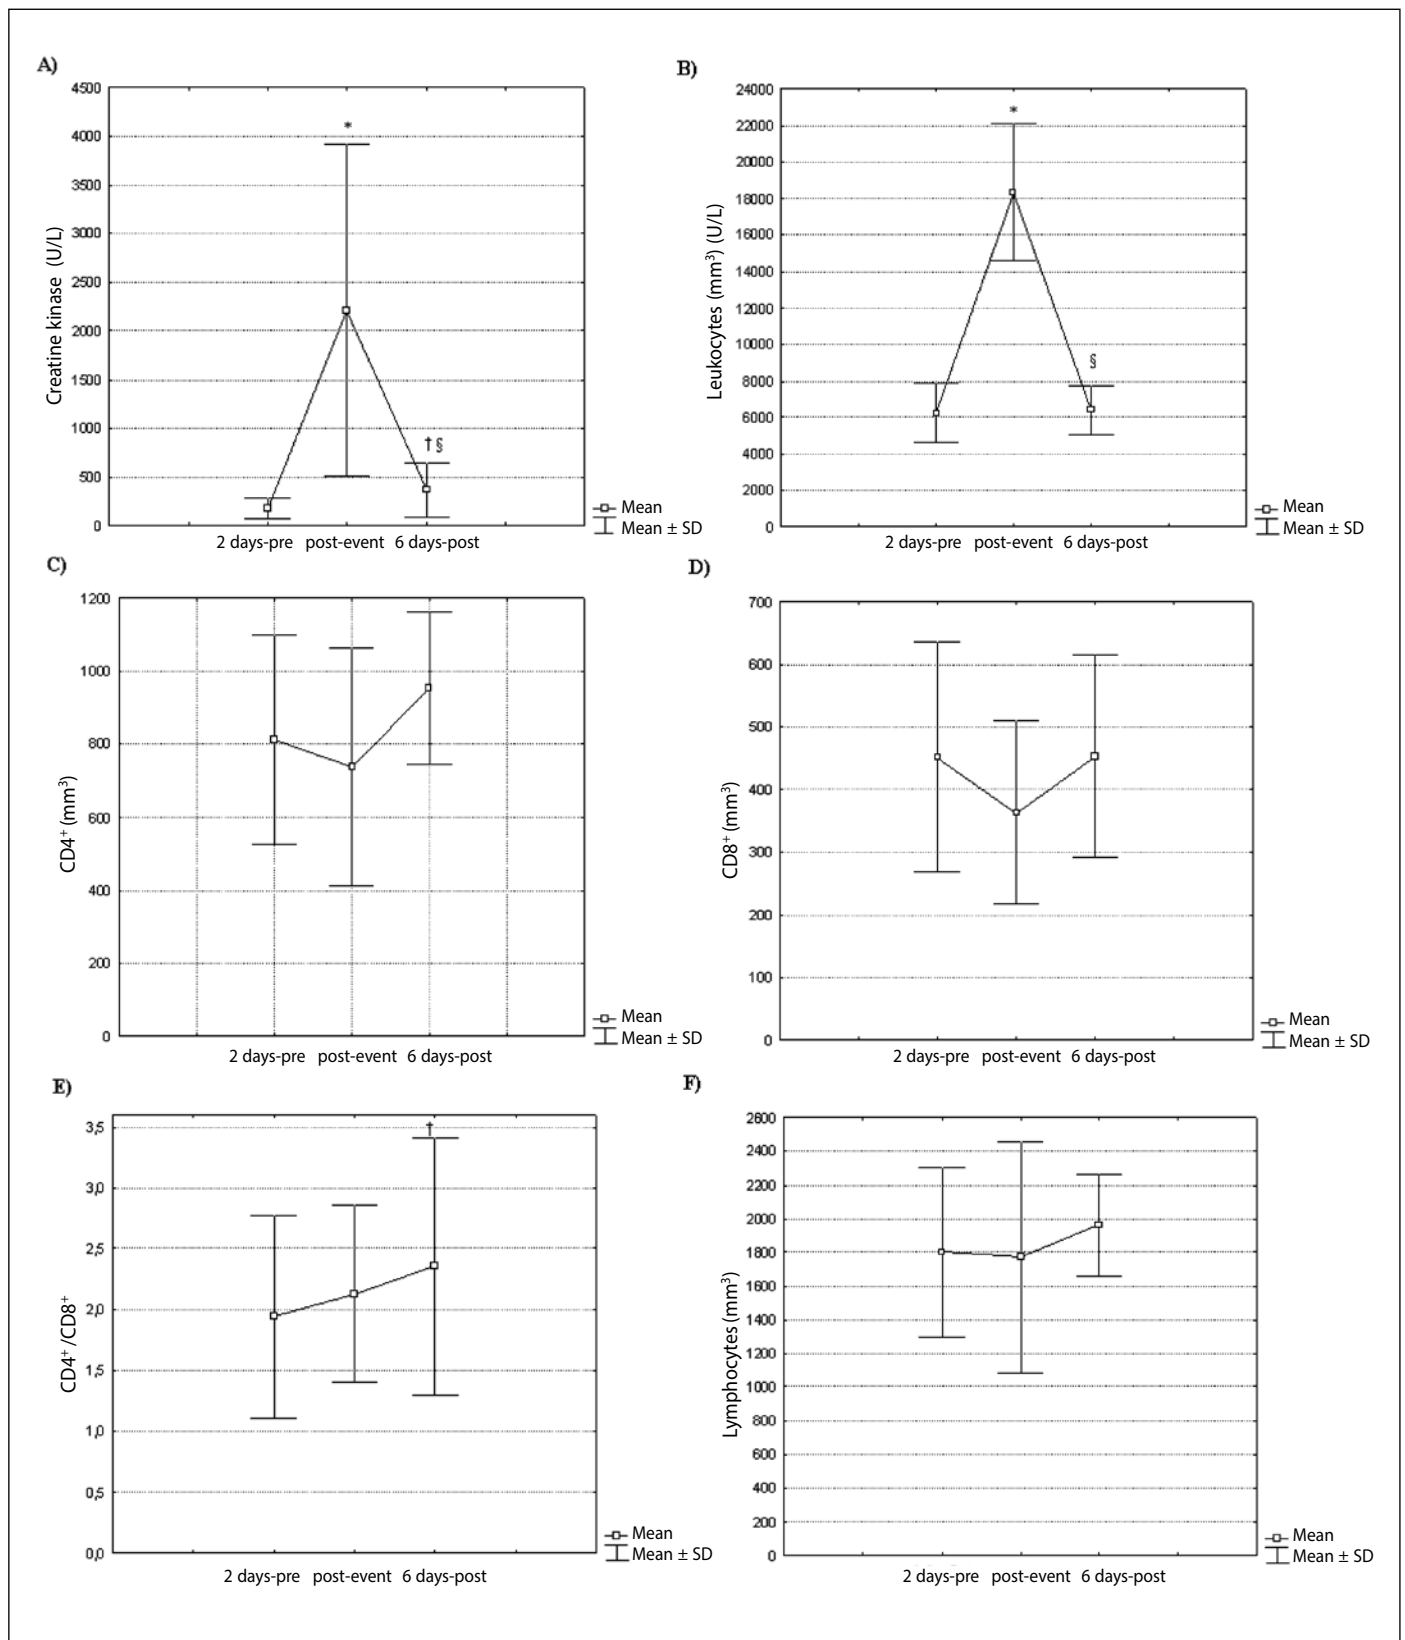 A)
4500
4000
3500
3000
2500
2000
1500
1000
500
0
Creatine kinase (U/L)
*
† §
2 days-pre post-event 6 days-post
Mean
Mean ± SD
B)
24000
22000
20000
18000
16000
14000
12000
10000
8000
6000
4000
2000
0
Leukocytes (mm³) (U/L)
*
§
2 days-pre post-event 6 days-post
Mean
Mean ± SD
C)
1200
1000
800
600
400
200
0
CD4⁺ (mm³)
2 days-pre post-event 6 days-post
Mean
Mean ± SD
D)
700
600
500
400
300
200
100
0
CD8⁺ (mm³)
2 days-pre post-event 6 days-post
Mean
Mean ± SD
E)
3,5
3,0
2,5
2,0
1,5
1,0
0,5
0,0
CD4⁺/CD8⁺
†
2 days-pre post-event 6 days-post
Mean
Mean ± SD
F)
2600
2400
2200
2000
1800
1600
1400
1200
1000
800
600
400
200
0
Lymphocytes (mm³)
2 days-pre post-event 6 days-post
Mean
Mean ± SD